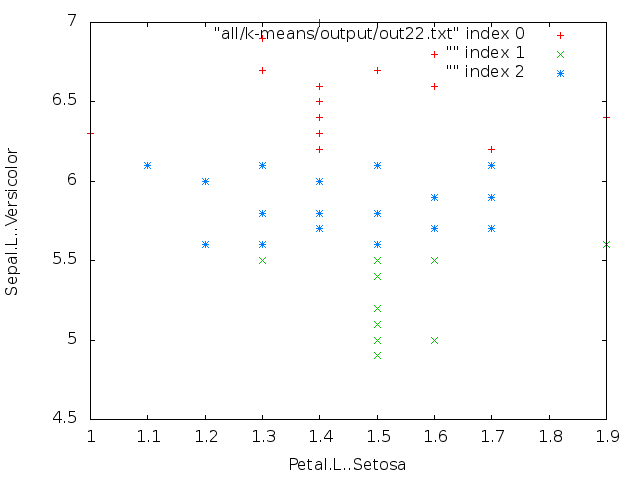 "all/k-means/output/out22.txt" index 0
"" index 1
"" index 2
7
6.5
6
5.5
5
4.5
1 1.1 1.2 1.3 1.4 1.5 1.6 1.7 1.8 1.9
Sepal.L..Versicolor
Petal.L..Setosa